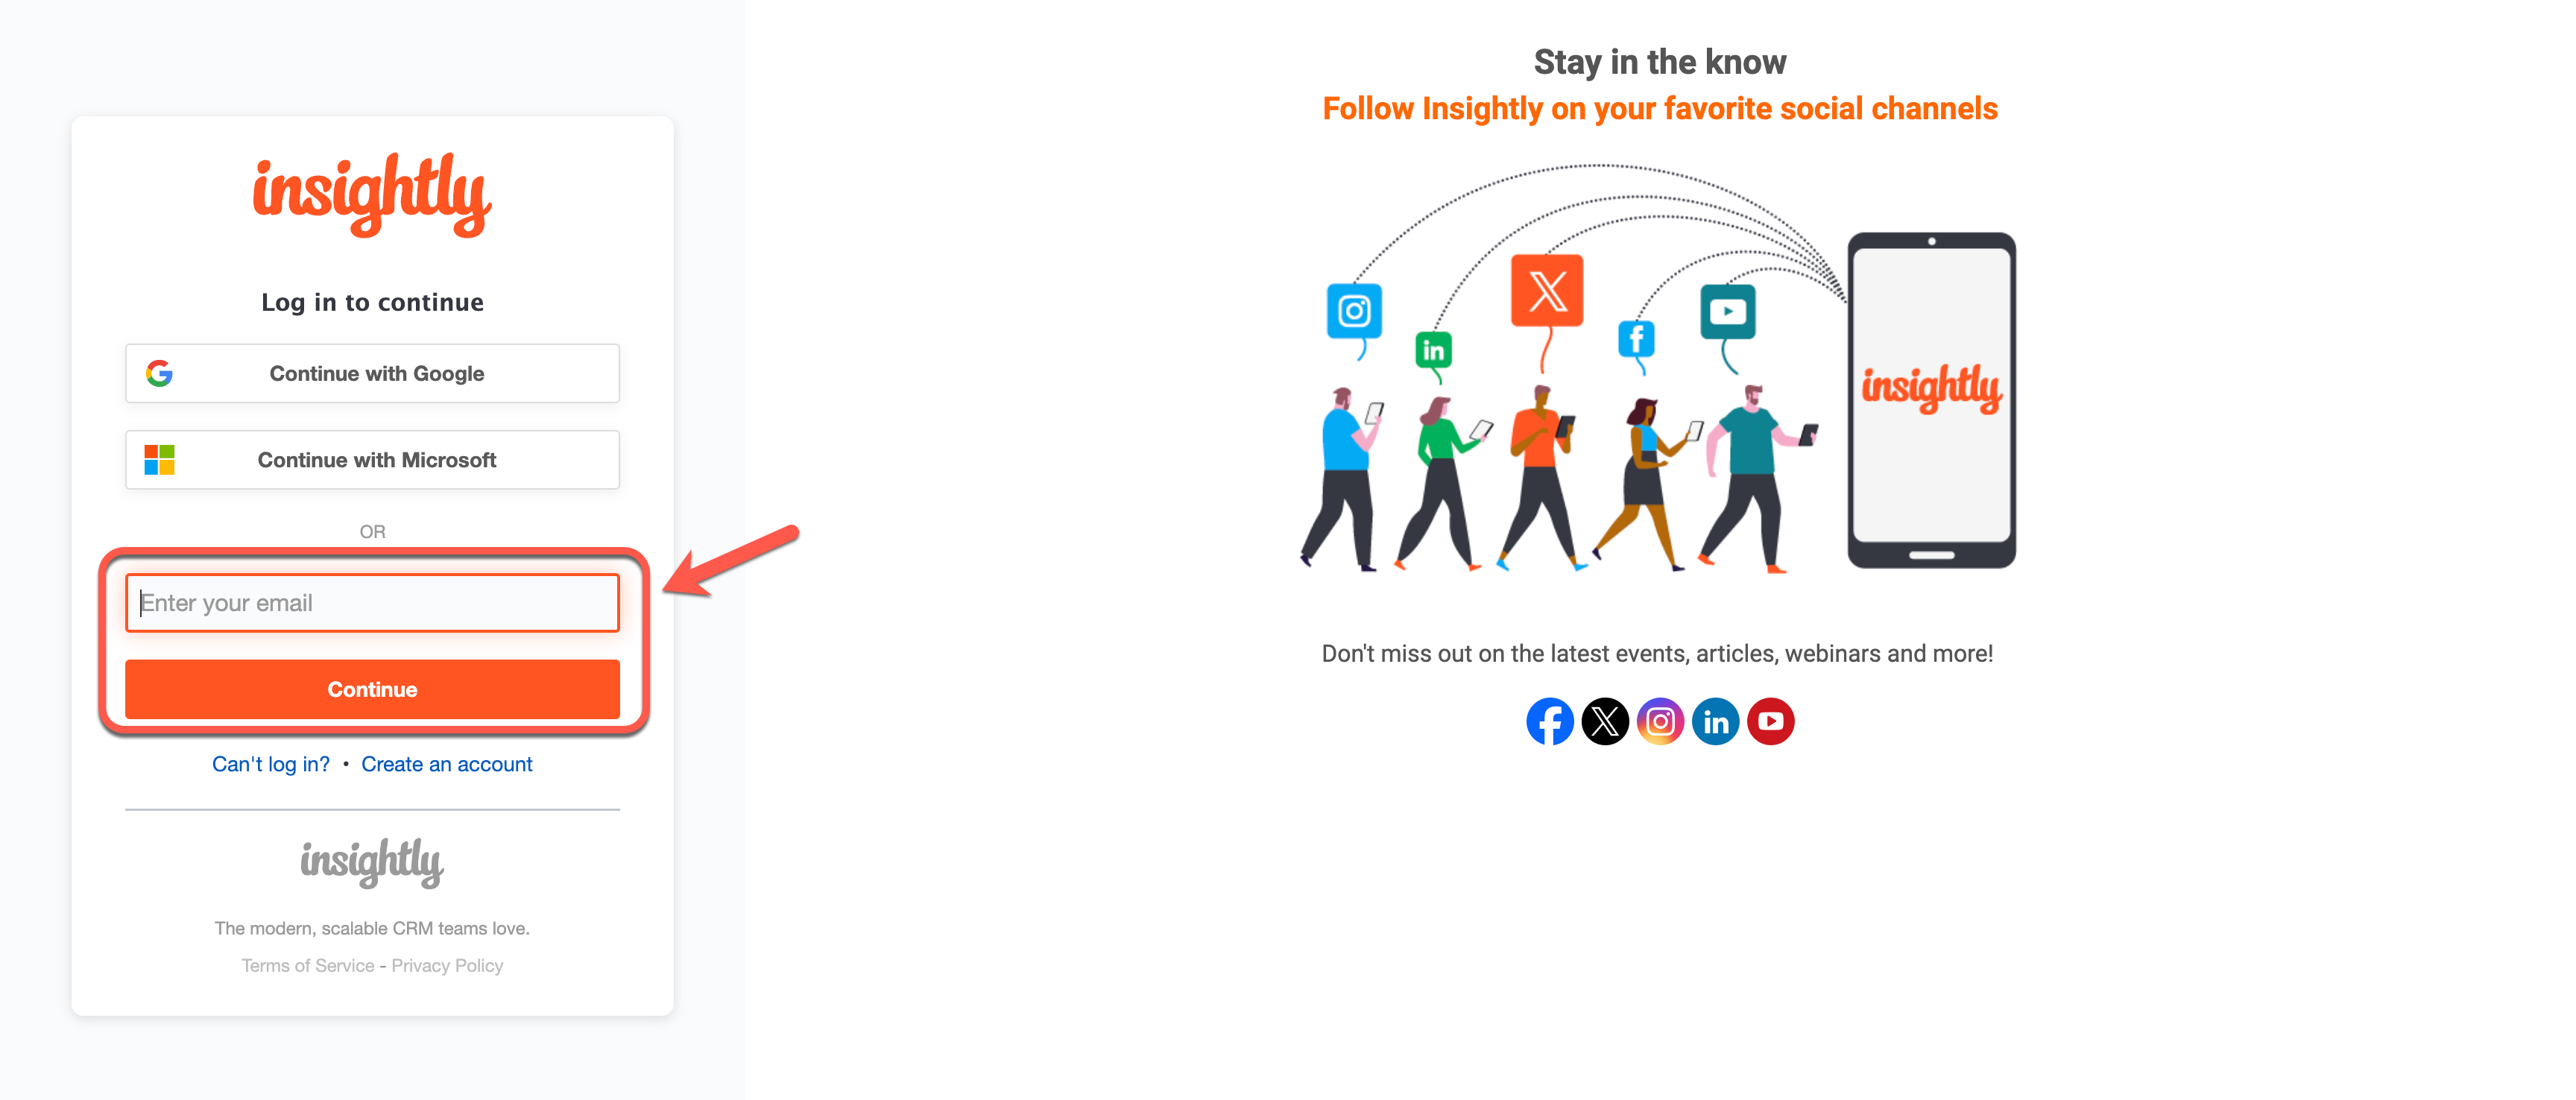 insightly
Log in to continue
Continue with Google
Continue with Microsoft
OR
Enter your email
Continue
Can't log in? • Create an account
insightly
The modern, scalable CRM teams love.
Terms of Service - Privacy Policy
Stay in the know
Follow Insightly on your favorite social channels
in
f
insightly
Don't miss out on the latest events, articles, webinars and more!
f X in